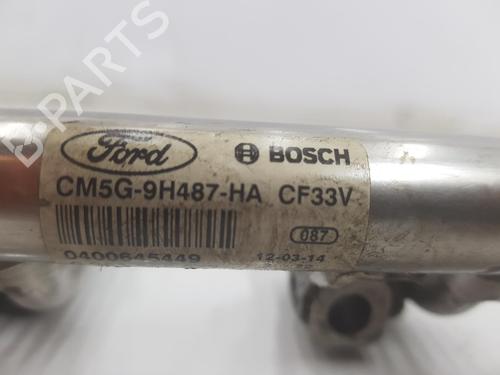 B-PARTS
Ford
BOSCH
CM5G-9H487-HA CF33V
087
0400645449
12-03-14